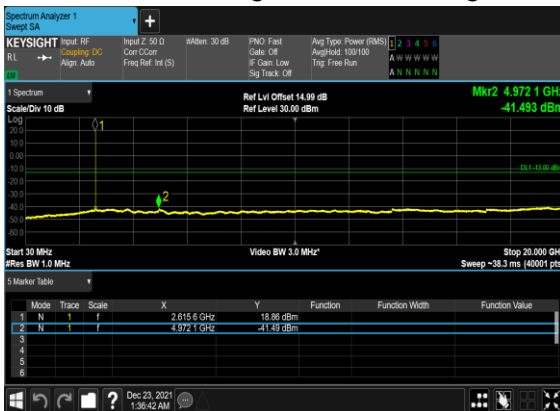 Spectrum Analyzer 1
Swept SA
KEYSIGHT Input: RF Input Z: 50 Ω #Atten: 30 dB PNO: Fast Avg Type: Power (RMS) 1 2 3 4 5 6
RL Coupling: DC Corr CCorr Gate: Off Avg|Hold: 100/100 A W W W W W
Align: Auto Freq Ref: Int (S) IF Gain: Low Trig: Free Run
LV Sig Track: Off A N N N N N
1 Spectrum Ref Lvl Offset 14.99 dB Mkr2 4.972 1 GHz
Scale/Div 10 dB Ref Level 30.00 dBm -41.493 dBm
Log
1
20.0
10.0
0.00
-10.0 DL1 -13.00 dBm
-20.0
-30.0
2
-40.0
-50.0
-60.0
Start 30 MHz Video BW 3.0 MHz* Stop 20.000 GHz
#Res BW 1.0 MHz Sweep ~38.3 ms (40001 pts)
5 Marker Table
Mode Trace Scale X Y Function Function Width Function Value
1 N 1 f 2.615 6 GHz 18.86 dBm
2 N 1 f 4.972 1 GHz -41.49 dBm
3
4
5
6
? Dec 23, 2021
1:36:42 AM